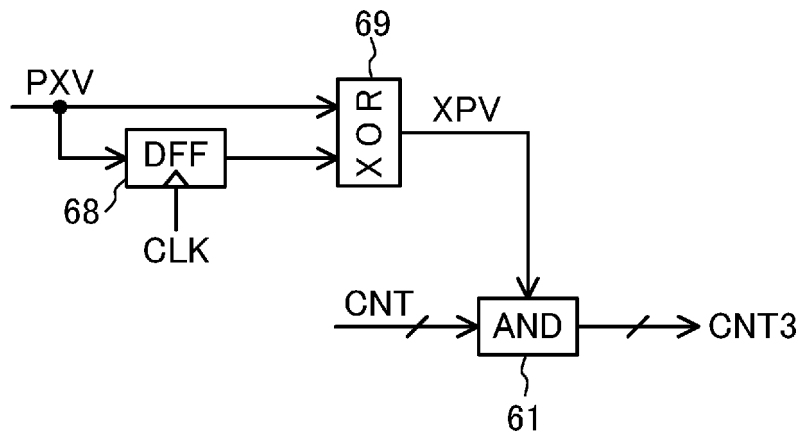 69
PXV
XOR
XPV
DFF
68
CLK
CNT
AND
CNT3
61